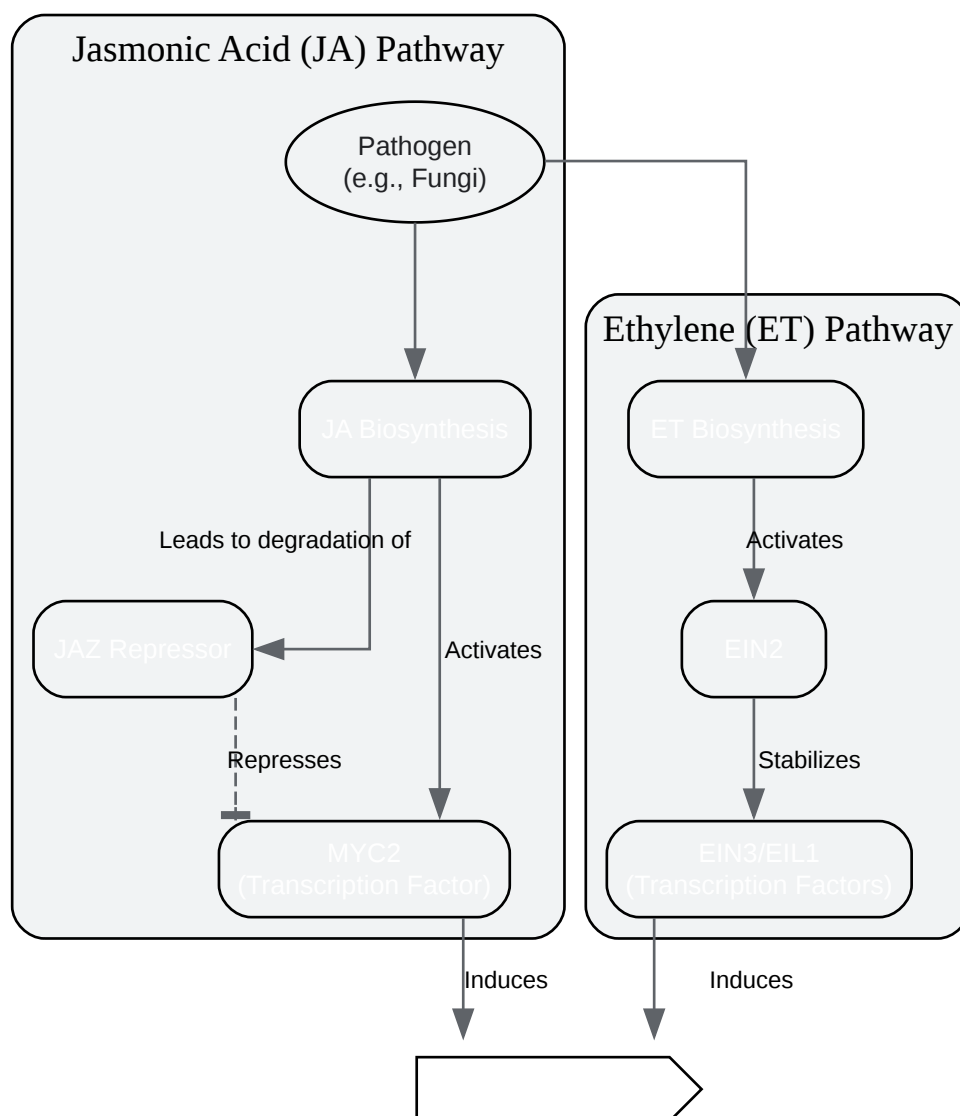 Jasmonic Acid (JA) Pathway
Pathogen
(e.g., Fungi)
Ethylene (ET) Pathway
JA Biosynthesis
ET Biosynthesis
Leads to degradation of
Activates
JAZ Repressor
Activates
EIN2
Represses
Stabilizes
MYC2
(Transcription Factor)
EIN3/EIL1
(Transcription Factors)
Induces
Induces